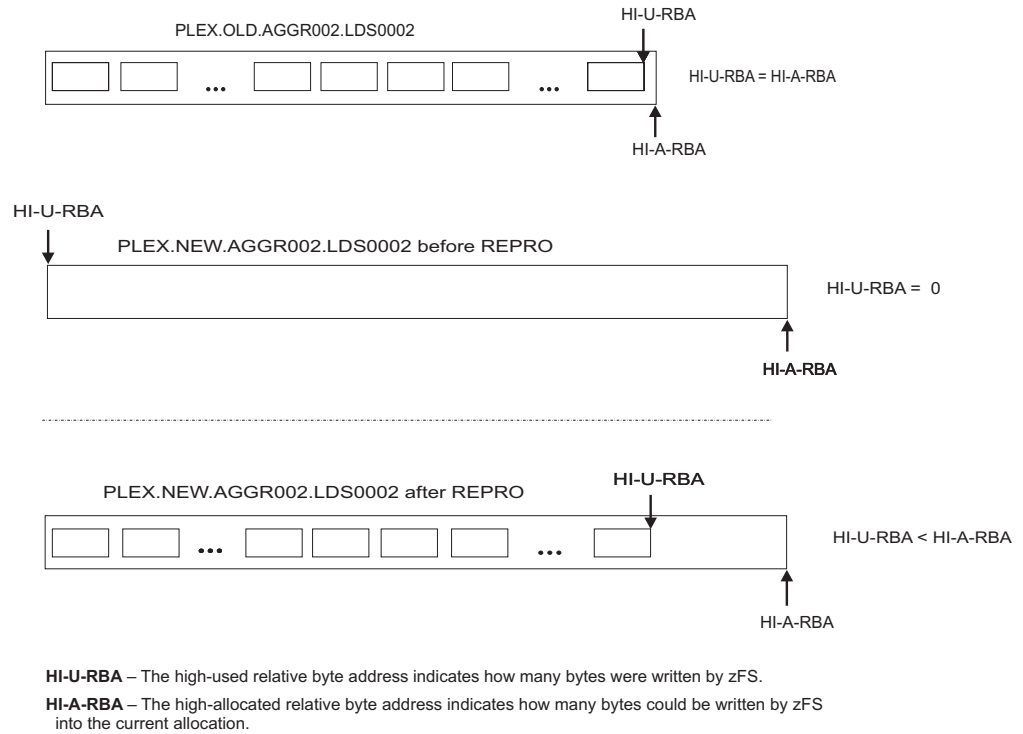 HI-U-RBA
PLEX.OLD.AGGR002.LDS0002
... ...
HI-U-RBA = HI-A-RBA
HI-A-RBA
HI-U-RBA
PLEX.NEW.AGGR002.LDS0002 before REPRO
HI-U-RBA = 0
HI-A-RBA
HI-U-RBA
PLEX.NEW.AGGR002.LDS0002 after REPRO
... ...
HI-U-RBA < HI-A-RBA
HI-A-RBA
HI-U-RBA – The high-used relative byte address indicates how many bytes were written by zFS.
HI-A-RBA – The high-allocated relative byte address indicates how many bytes could be written by zFS
into the current allocation.